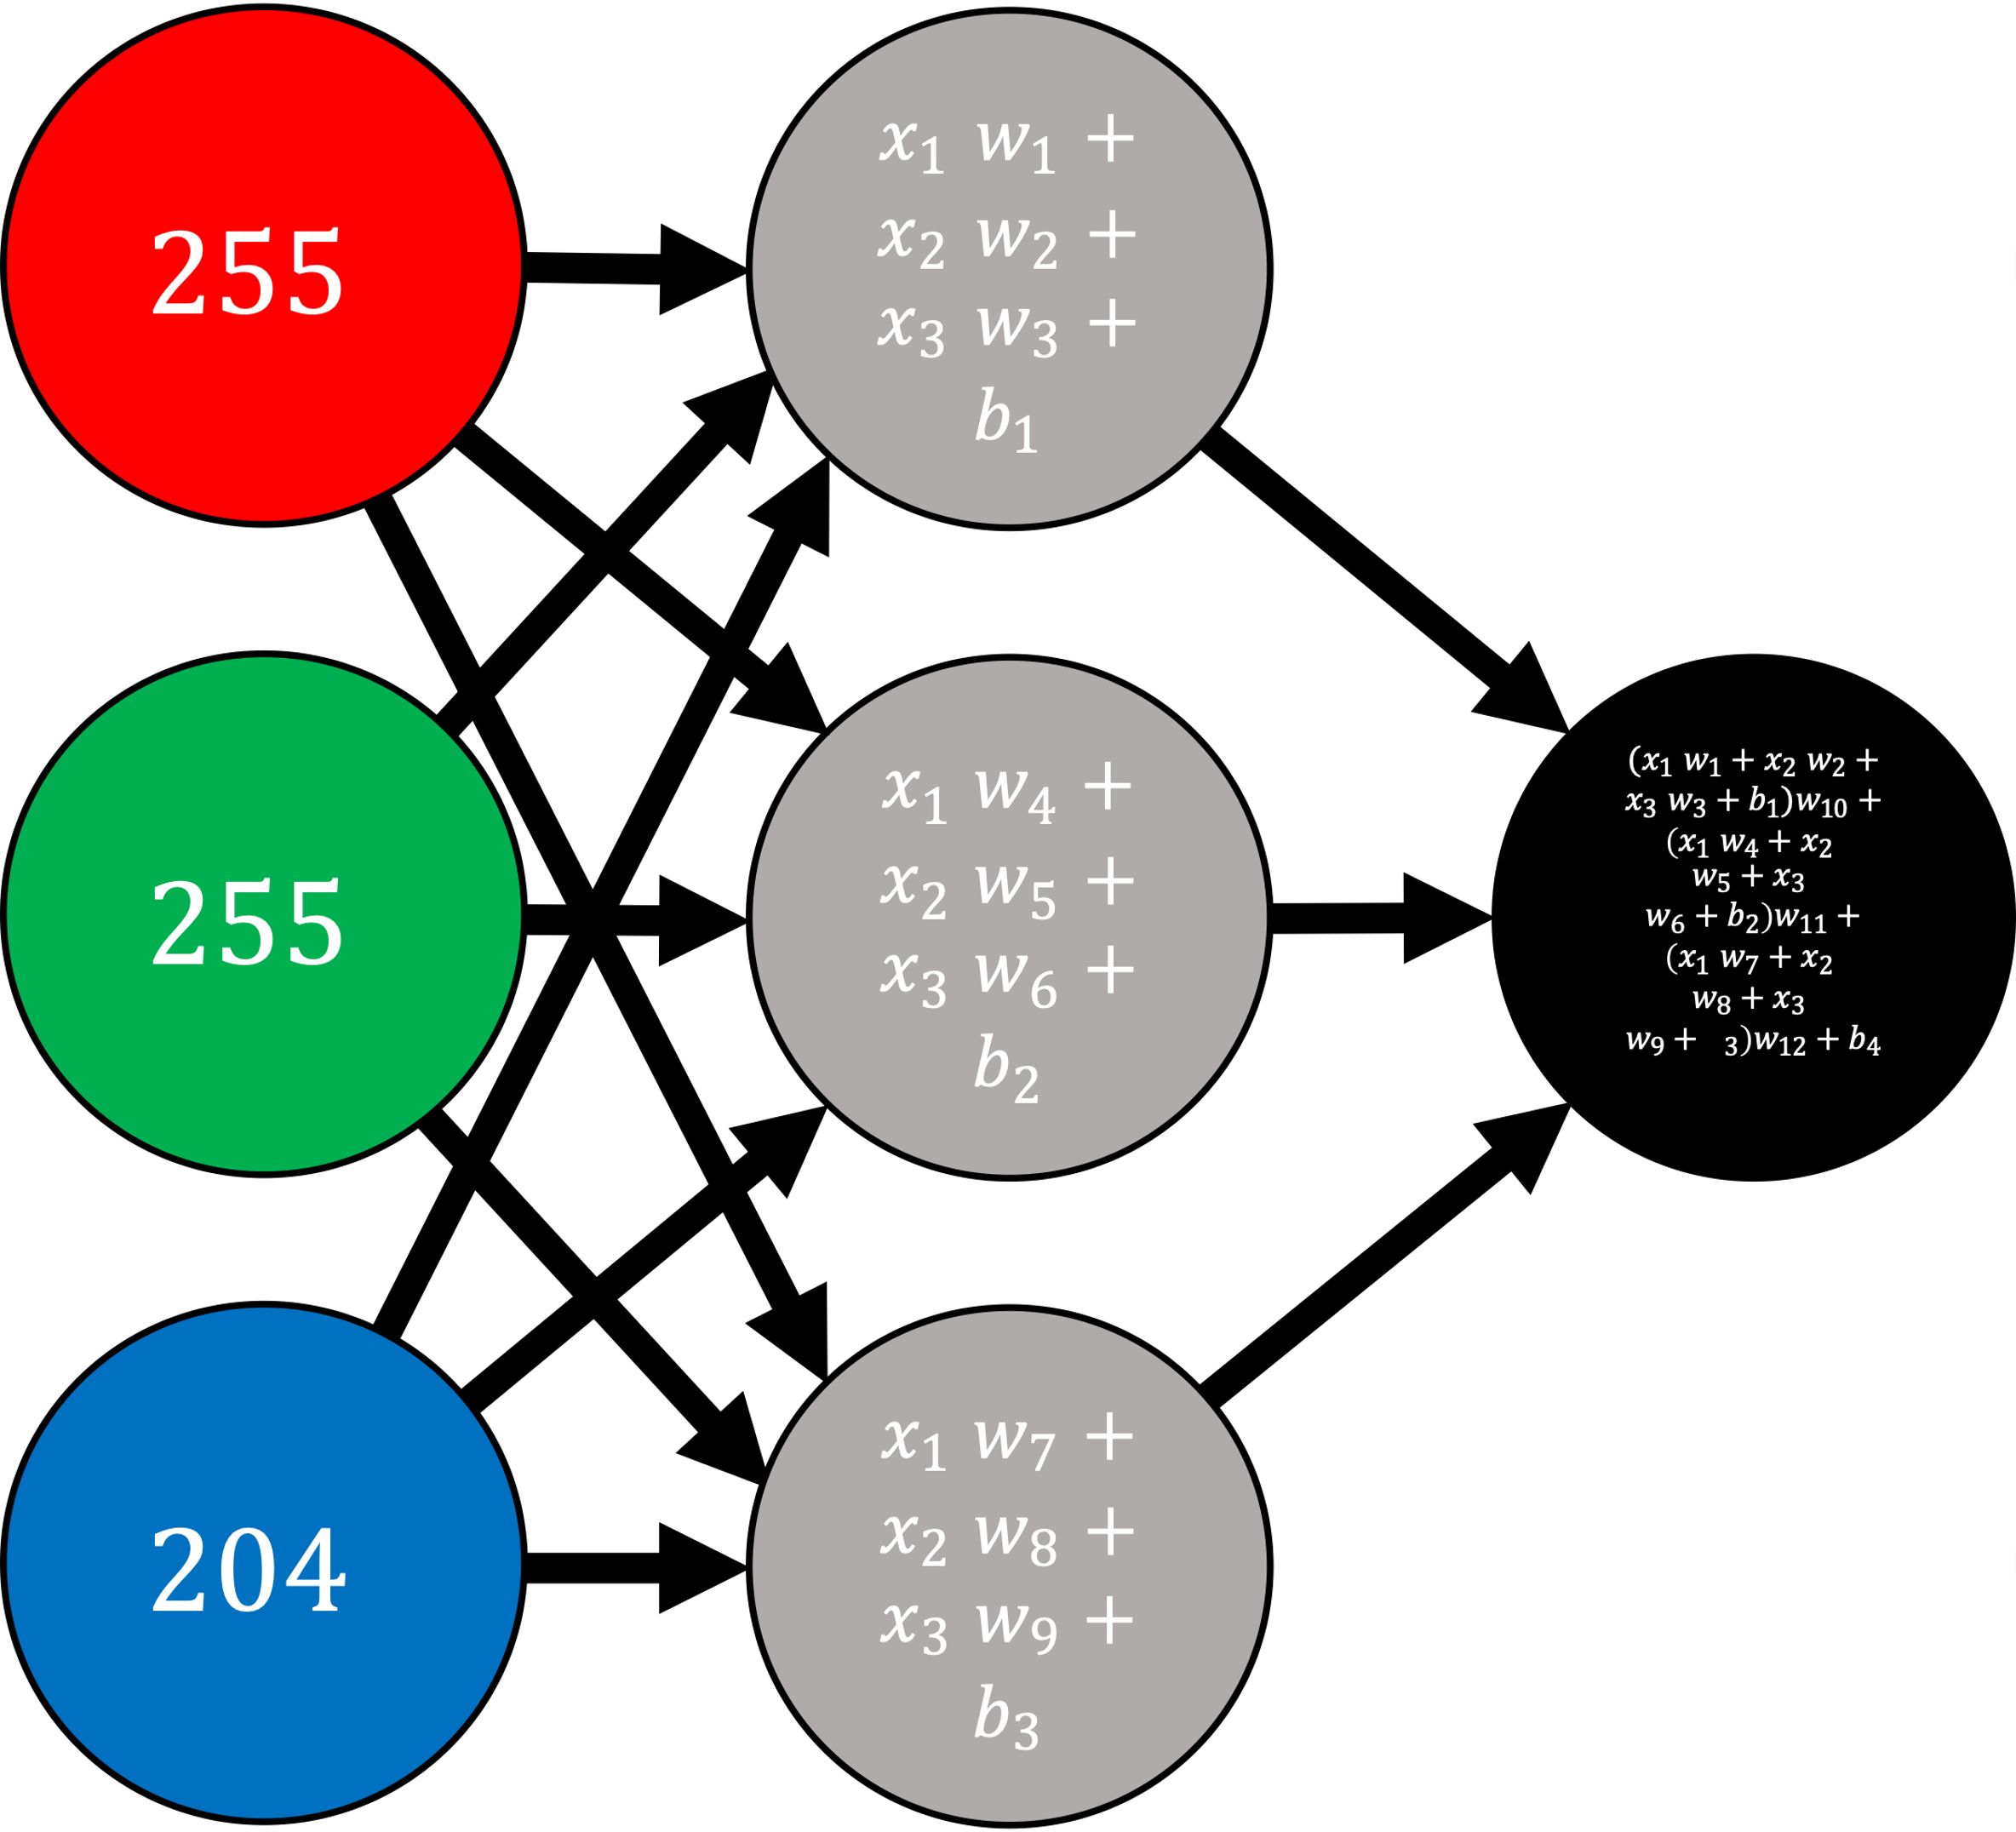 255
255
204
x₁ w₁ +
x₂ w₂ +
x₃ w₃ +
b₁
x₁ w₄ +
x₂ w₅ +
x₃ w₆ +
b₂
x₁ w₇ +
x₂ w₈ +
x₃ w₉ +
b₃
(x₁ w₁ + x₂ w₂ +
x₃ w₃ + b₁)w₁₀ +
(x₁ w₄ + x₂
w₅ + x₃
w₆ + b₂)w₁₁ +
(x₁ w₇ + x₂
w₈ + x₃
w₉ + ₃)w₁₂ + b₄